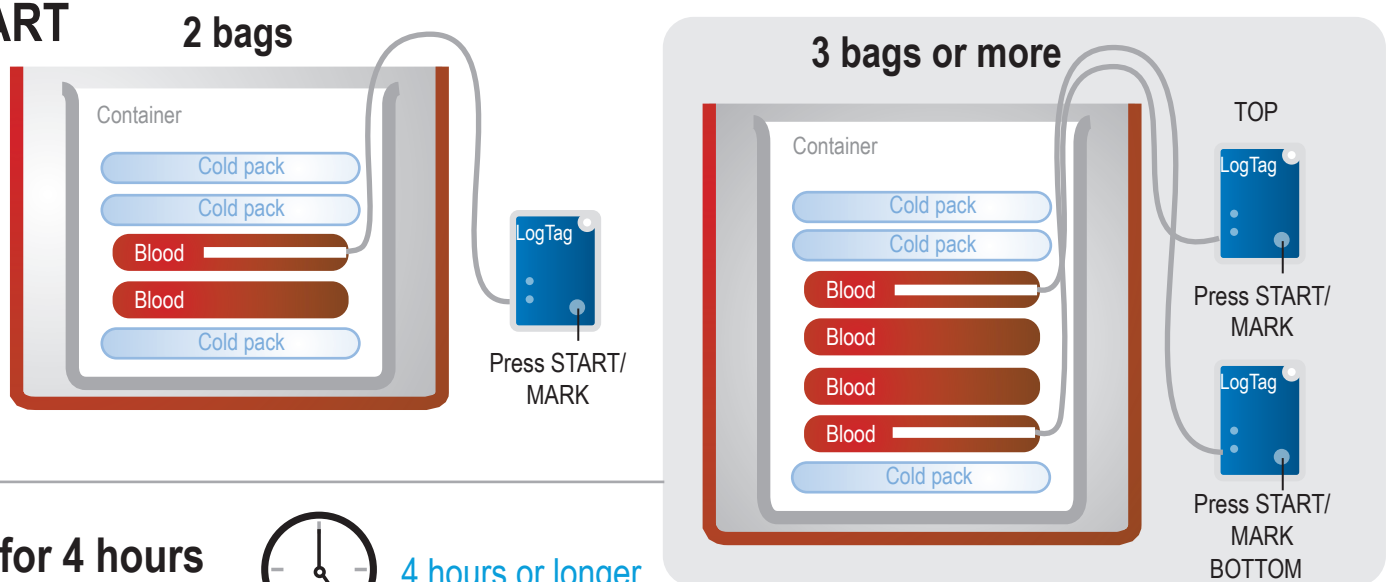 ART
2 bags
Container
Cold pack
Cold pack
Blood
Blood
Cold pack
LogTag
Press START/
MARK
3 bags or more
Container
Cold pack
Cold pack
Blood
Blood
Blood
Blood
Cold pack
TOP
LogTag
Press START/
MARK
LogTag
Press START/
MARK
BOTTOM
for 4 hours
4 hours or longer